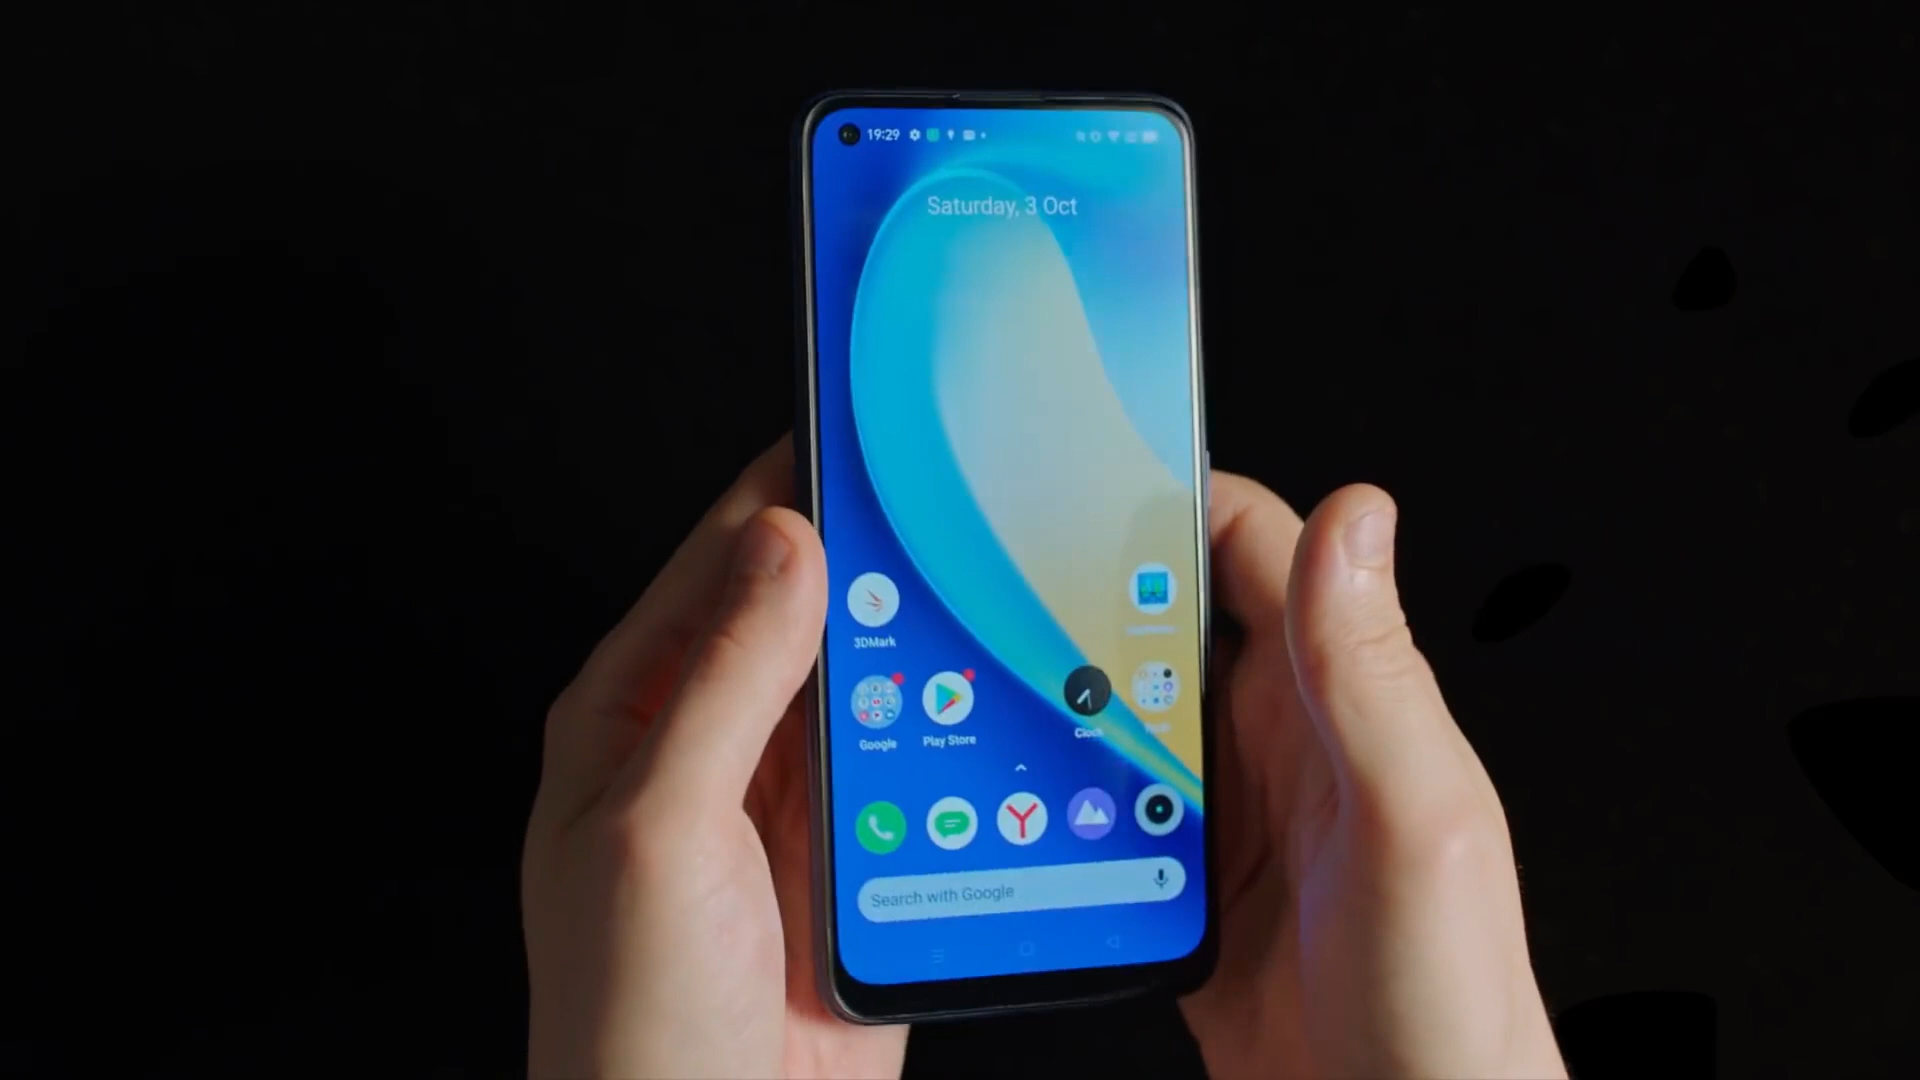 19:29
Saturday, 3 Oct
3DMark
Google
Play Store
Clock
Search with Google